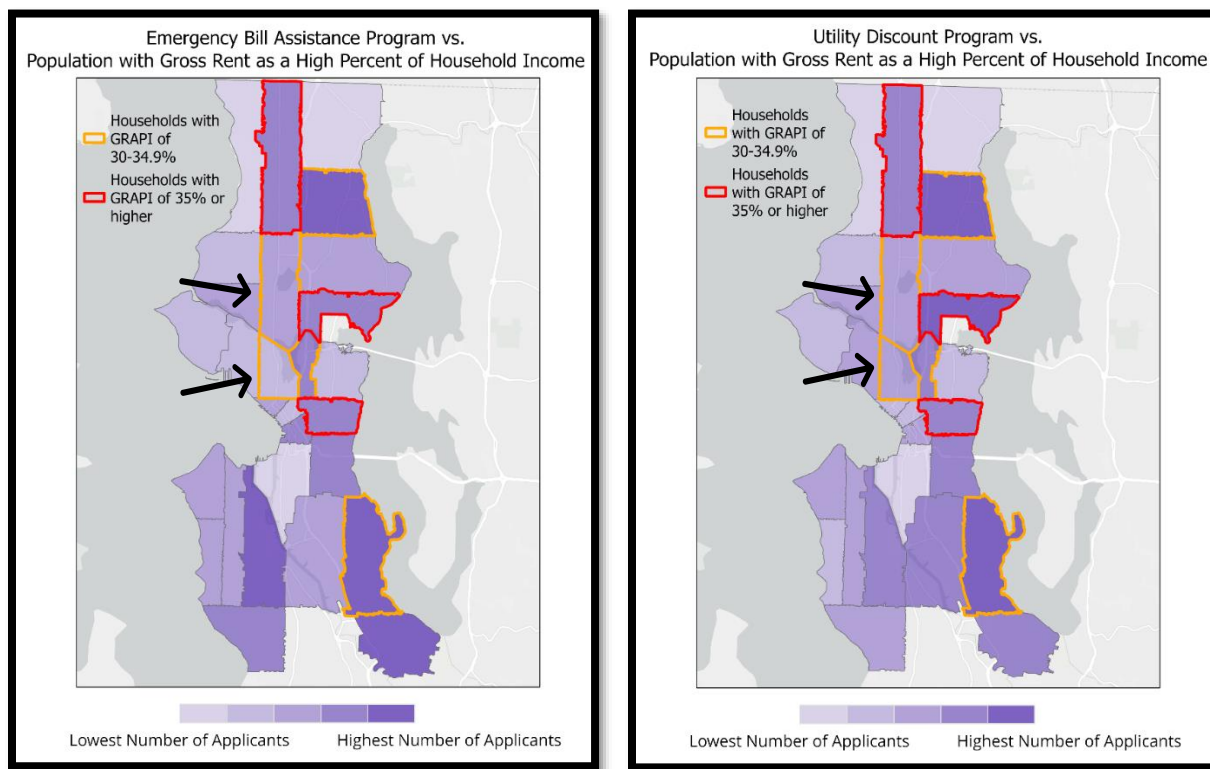 Emergency Bill Assistance Program vs.
Population with Gross Rent as a High Percent of Household Income
Households with
GRAPI of
30-34.9%
Households with
GRAPI of 35% or
higher
Lowest Number of Applicants
Highest Number of Applicants
Utility Discount Program vs.
Population with Gross Rent as a High Percent of Household Income
Households
with GRAPI of
30-34.9%
Households
with GRAPI of
35% or higher
Lowest Number of Applicants
Highest Number of Applicants